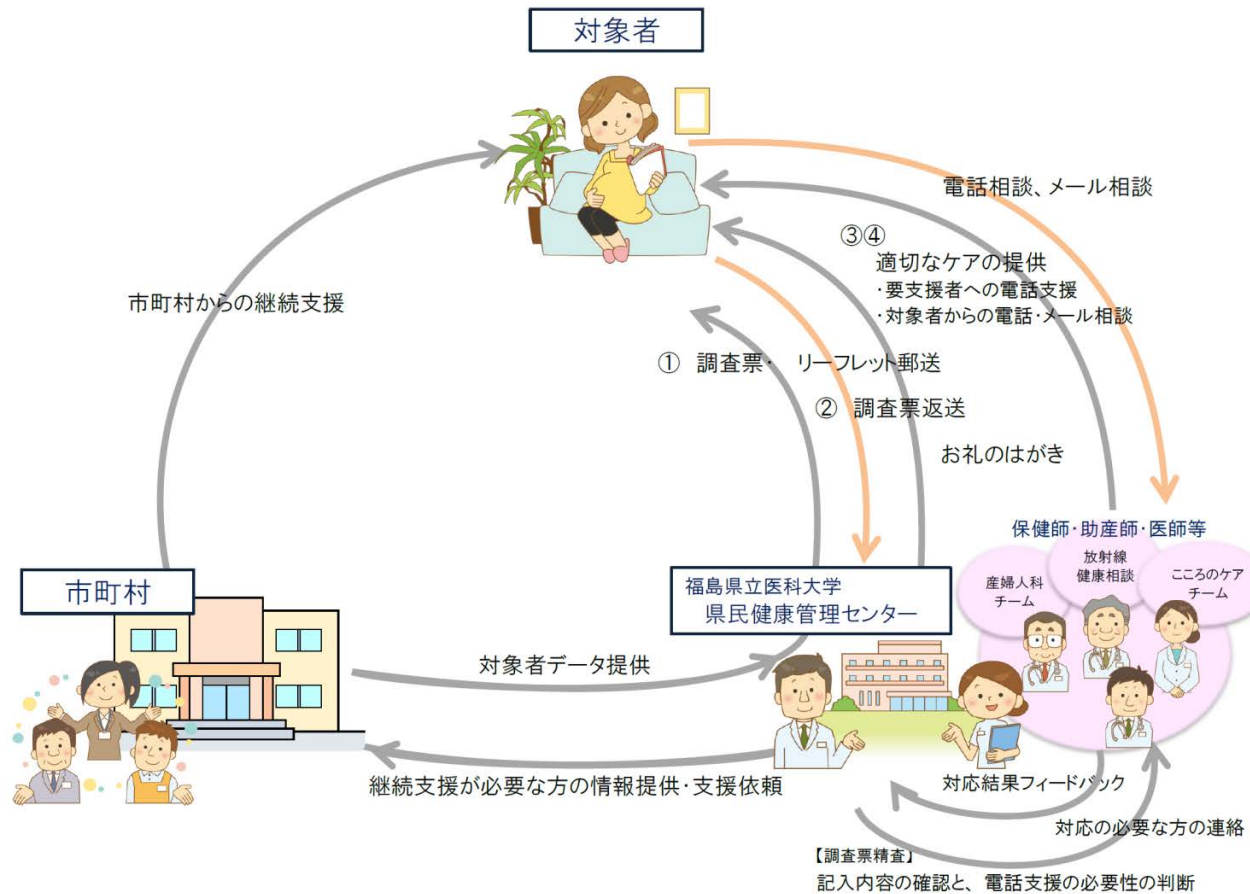 対象者
電話相談、メール相談
③④
適切なケアの提供
・要支援者への電話支援
・対象者からの電話・メール相談
市町村からの継続支援
① 調査票・ リーフレット郵送
② 調査票返送
お礼のはがき
保健師・助産師・医師等
産婦人科
チーム
放射線
健康相談
こころのケア
チーム
市町村
福島県立医科大学
県民健康管理センター
対象者データ提供
継続支援が必要な方の情報提供・支援依頼
対応結果フィードバック
対応の必要な方の連絡
【調査票精査】
記入内容の確認と、電話支援の必要性の判断